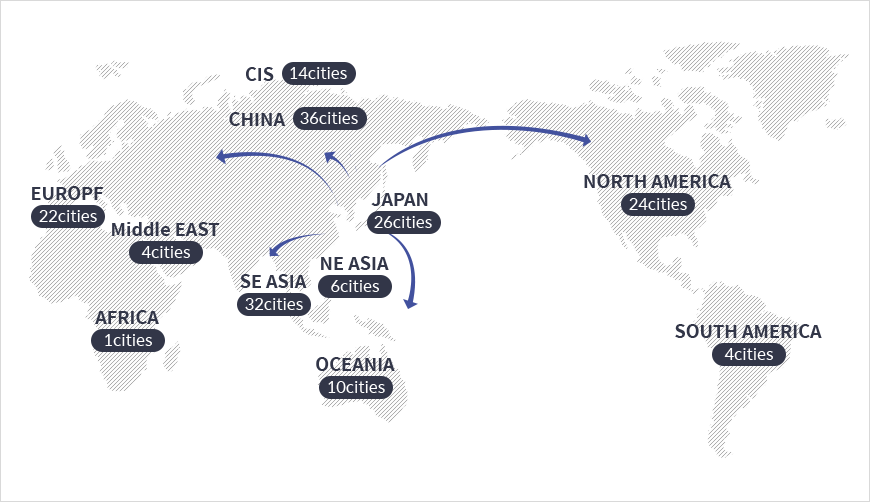 CIS 14cities
CHINA 36cities
NORTH AMERICA
24cities
EUROPF
22cities
JAPAN
26cities
Middle EAST
4cities
NE ASIA
6cities
SE ASIA
32cities
AFRICA
1cities
SOUTH AMERICA
4cities
OCEANIA
10cities